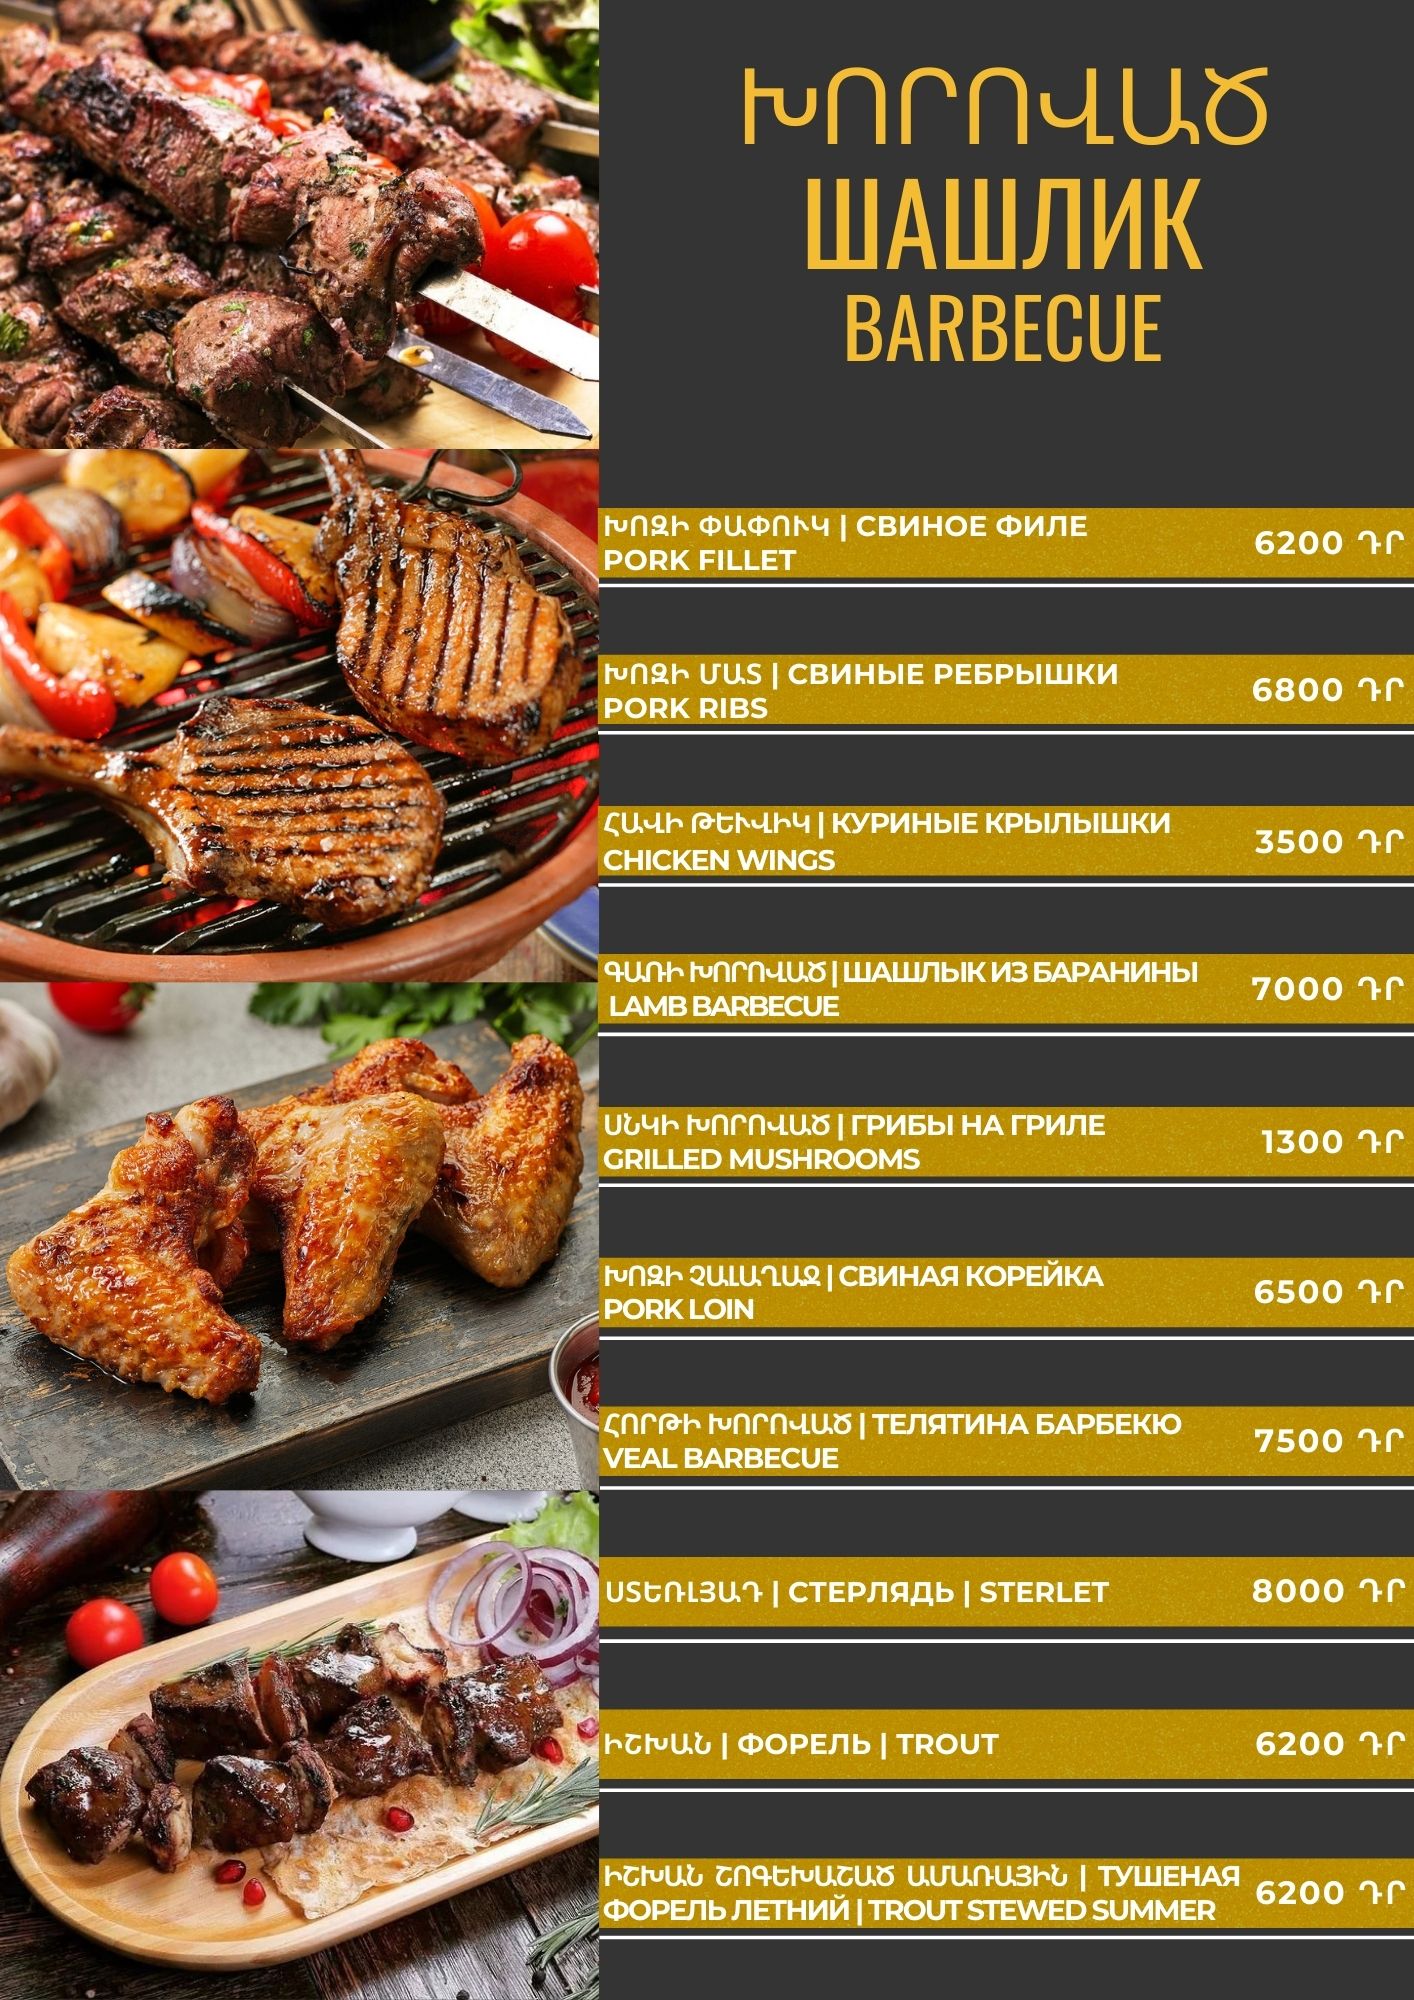 ԽՈՐՈՎԱԾ
ШАШЛИК
BARBECUE
ԽՈԶԻ ՓԱՓՈՒԿ | СВИНОЕ ФИЛЕ
PORK FILLET
6200 ԴՐ
ԽՈԶԻ ՄԱՏ | СВИНЫЕ РЕБРЫШКИ
PORK RIBS
6800 ԴՐ
ՀԱՎԻ ԹԵՒՎԻԿ | КУРИНЫЕ КРЫЛЫШКИ
CHICKEN WINGS
3500 ԴՐ
ԳԱՌԻ ԽՈՐՈՎԱԾ | ШАШЛЫК ИЗ БАРАНИНЫ
LAMB BARBECUE
7000 ԴՐ
ՍՆԿԻ ԽՈՐՈՎԱԾ | ГРИБЫ НА ГРИЛЕ
GRILLED MUSHROOMS
1300 ԴՐ
ԽՈԶԻ ՉԱԼԱՂԱՋ | СВИНАЯ КОРЕЙКА
PORK LOIN
6500 ԴՐ
ՀՈՐԹԻ ԽՈՐՈՎԱԾ | ТЕЛЯТИНА БАРБЕКЮ
VEAL BARBECUE
7500 ԴՐ
ՍՏԵՌԼՅԱԴ | СТЕРЛЯДЬ | STERLET
8000 ԴՐ
ԻՇԽԱՆ | ФОРЕЛЬ | TROUT
6200 ԴՐ
ԻՇԽԱՆ ՇՈԳԵԽԱՇԱԾ ԱՄԱՌԱՅԻՆ | ТУШЕНАЯ
ФОРЕЛЬ ЛЕТНИЙ | TROUT STEWED SUMMER
6200 ԴՐ